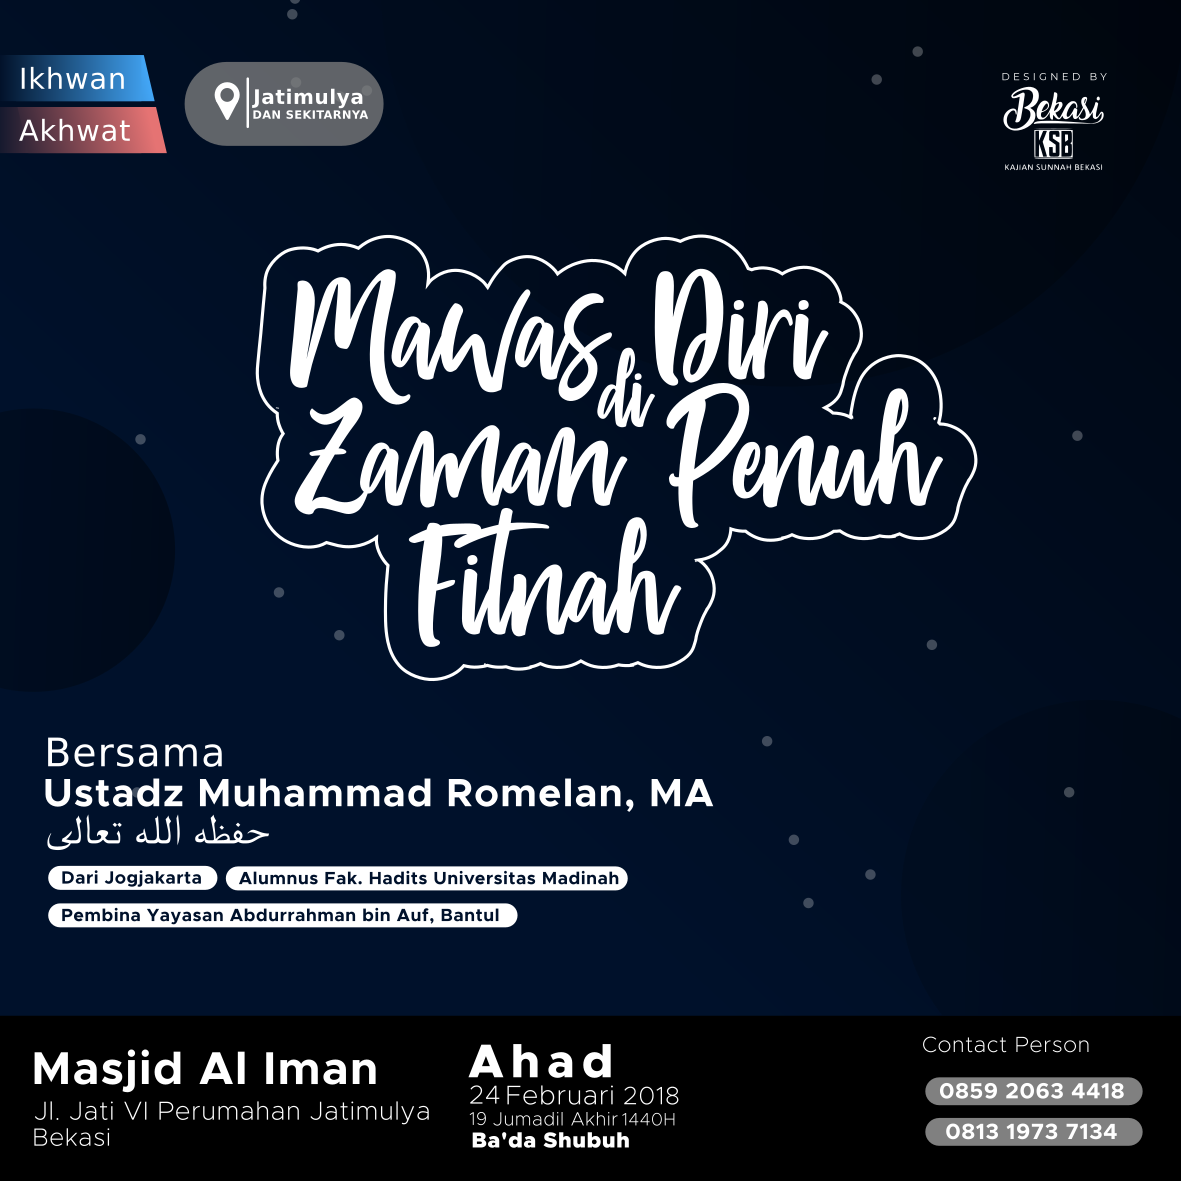 Ikhwan
Akhwat
Jatimulya
DAN SEKITARNYA
DESIGNED BY
Bekasi
KSB
KAJIAN SUNNAH BEKASI
Mawas Diri
di
Zaman Penuh
Fitnah
Bersama
Ustadz Muhammad Romelan, MA
حفظه الله تعالى
Dari Jogjakarta
Alumnus Fak. Hadits Universitas Madinah
Pembina Yayasan Abdurrahman bin Auf, Bantul
Masjid Al Iman
Jl. Jati VI Perumahan Jatimulya
Bekasi
Ahad
24 Februari 2018
19 Jumadil Akhir 1440H
Ba'da Shubuh
Contact Person
0859 2063 4418
0813 1973 7134